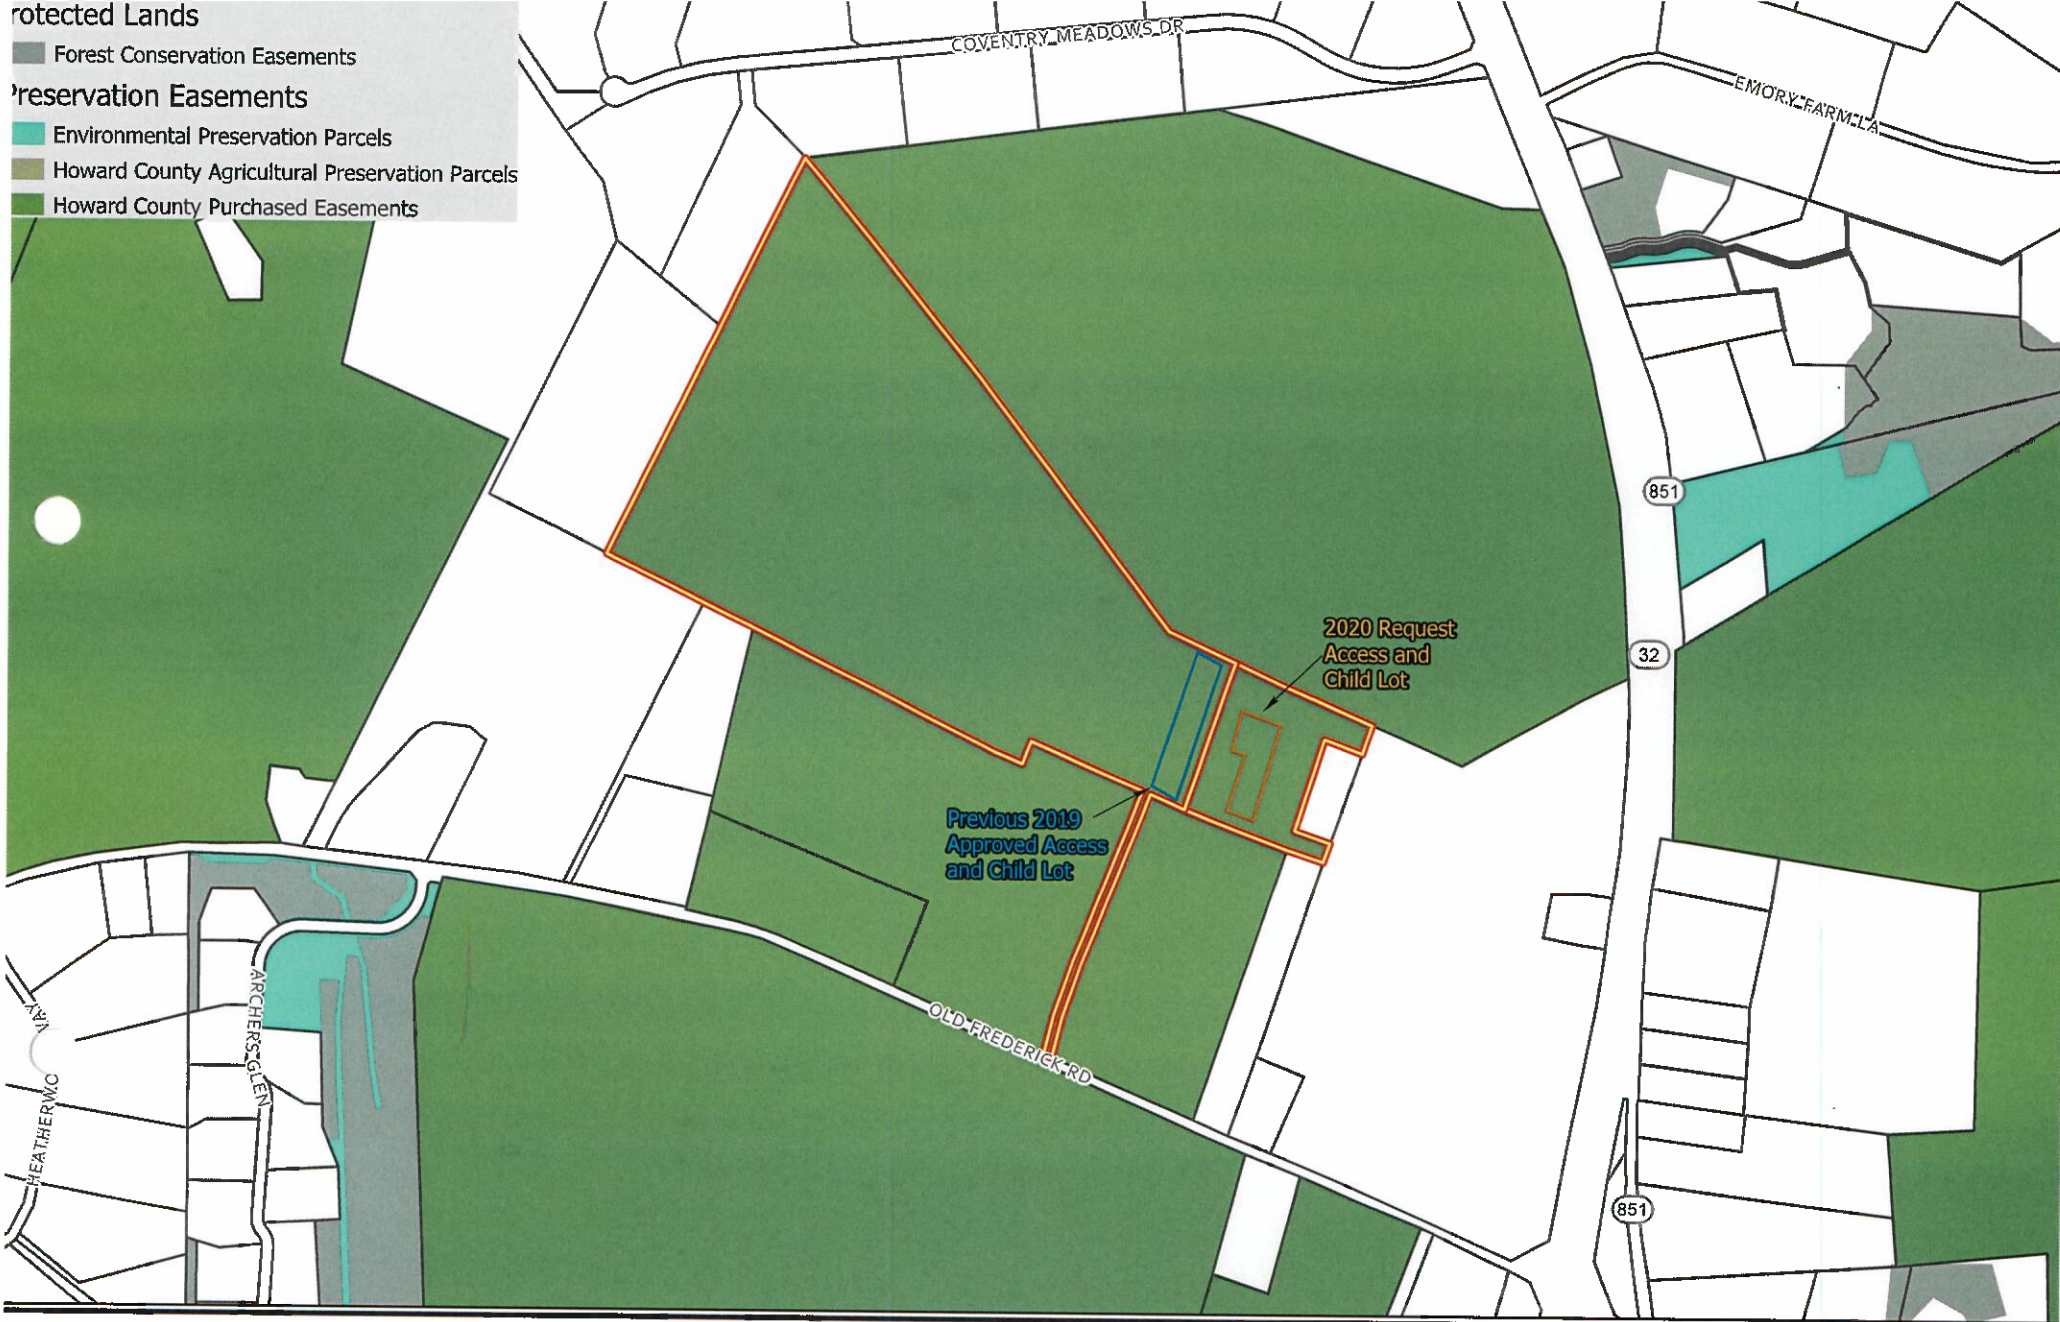 rotected Lands
Forest Conservation Easements
Preservation Easements
Environmental Preservation Parcels
Howard County Agricultural Preservation Parcels
Howard County Purchased Easements
COVENTRY MEADOWS DR
EMORY FARM LA
851
32
2020 Request
Access and
Child Lot
Previous 2019
Approved Access
and Child Lot
OLD FREDERICK RD
ARCHERS GLEN
851